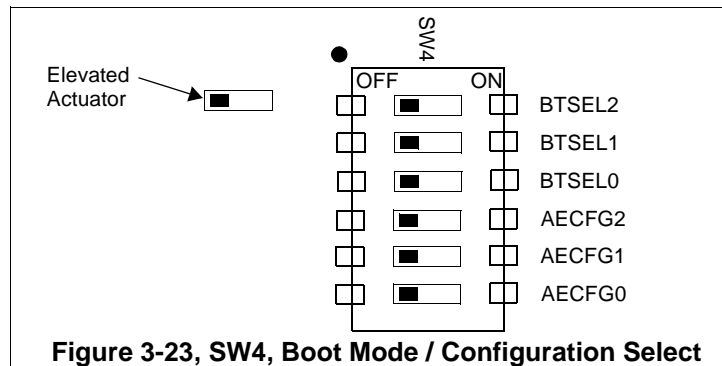 SW4
Elevated
Actuator
OFF ON
BTSEL2
BTSEL1
BTSEL0
AECFG2
AECFG1
AECFG0
Figure 3-23, SW4, Boot Mode / Configuration Select